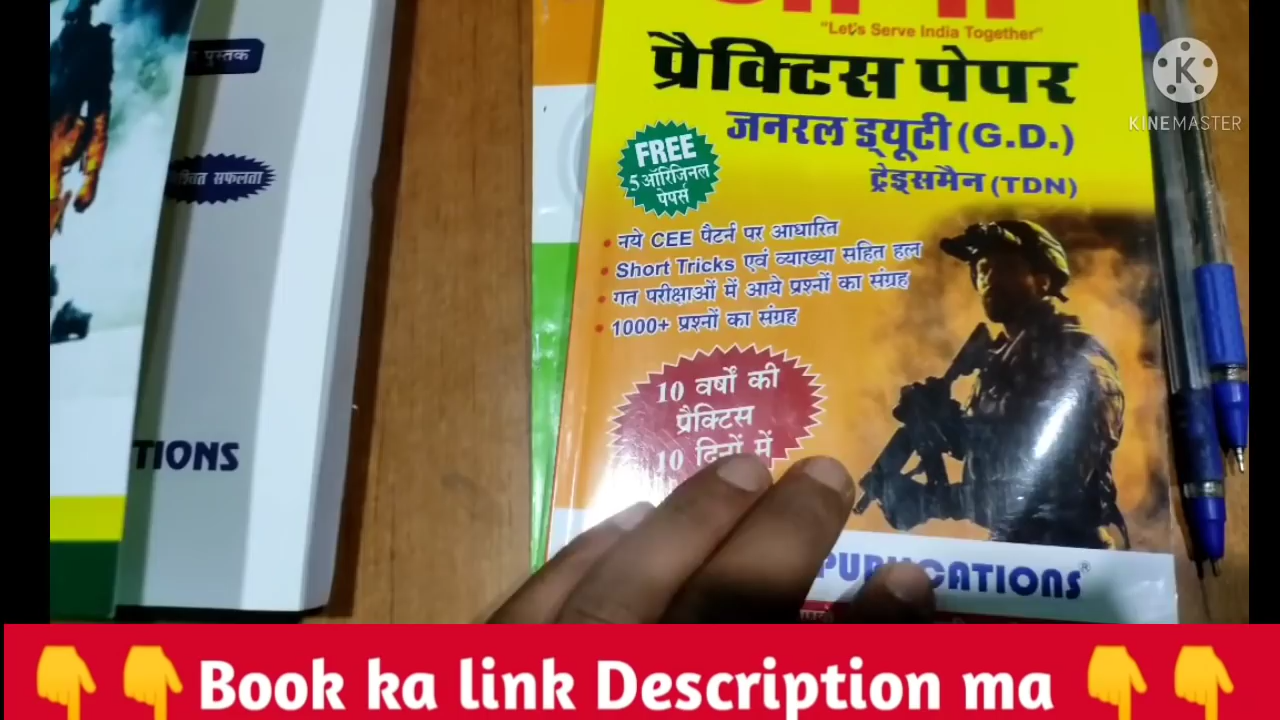 पुस्तक
सफलता
TIONS
"Let's Serve India Together"
प्रैक्टिस पेपर
जनरल ड्यूटी (G.D.)
ट्रेड्समैन (TDN)
FREE
5 ऑरिजिनल
पेपर्स
• नये CEE पैटर्न पर आधारित
• Short Tricks एवं व्याख्या सहित हल
• गत परीक्षाओं में आये प्रश्नों का संग्रह
• 1000+ प्रश्नों का संग्रह
10 वर्षों की
प्रैक्टिस
10 दिनों में
PUBLICATIONS®
K
KINEMASTER
👇👇 Book ka link Description ma 👇👇